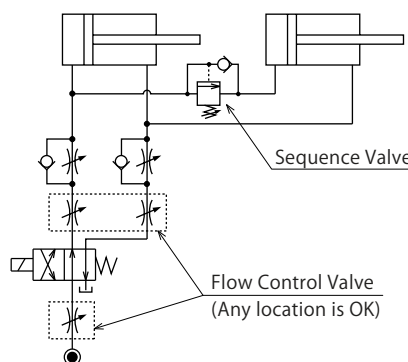 Sequence Valve
Flow Control Valve
(Any location is OK)